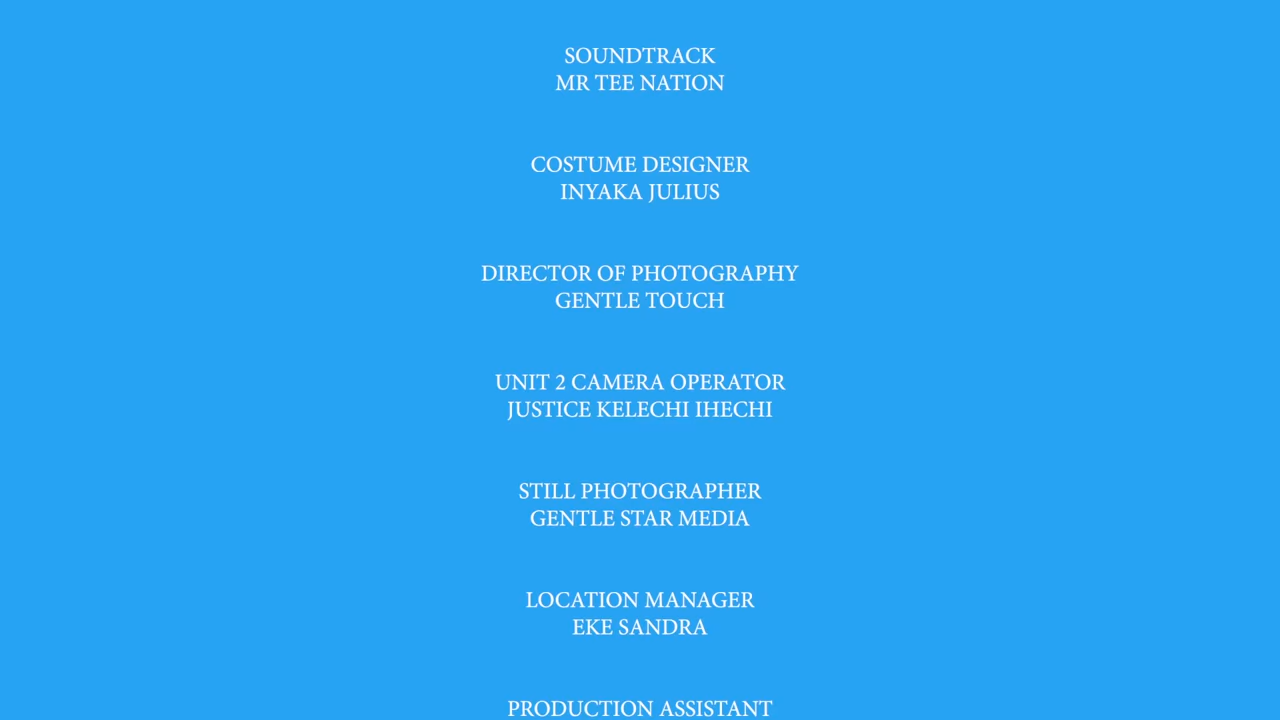 SOUNDTRACK
MR TEE NATION
COSTUME DESIGNER
INYAKA JULIUS
DIRECTOR OF PHOTOGRAPHY
GENTLE TOUCH
UNIT 2 CAMERA OPERATOR
JUSTICE KELECHI IHECHI
STILL PHOTOGRAPHER
GENTLE STAR MEDIA
LOCATION MANAGER
EKE SANDRA
PRODUCTION ASSISTANT